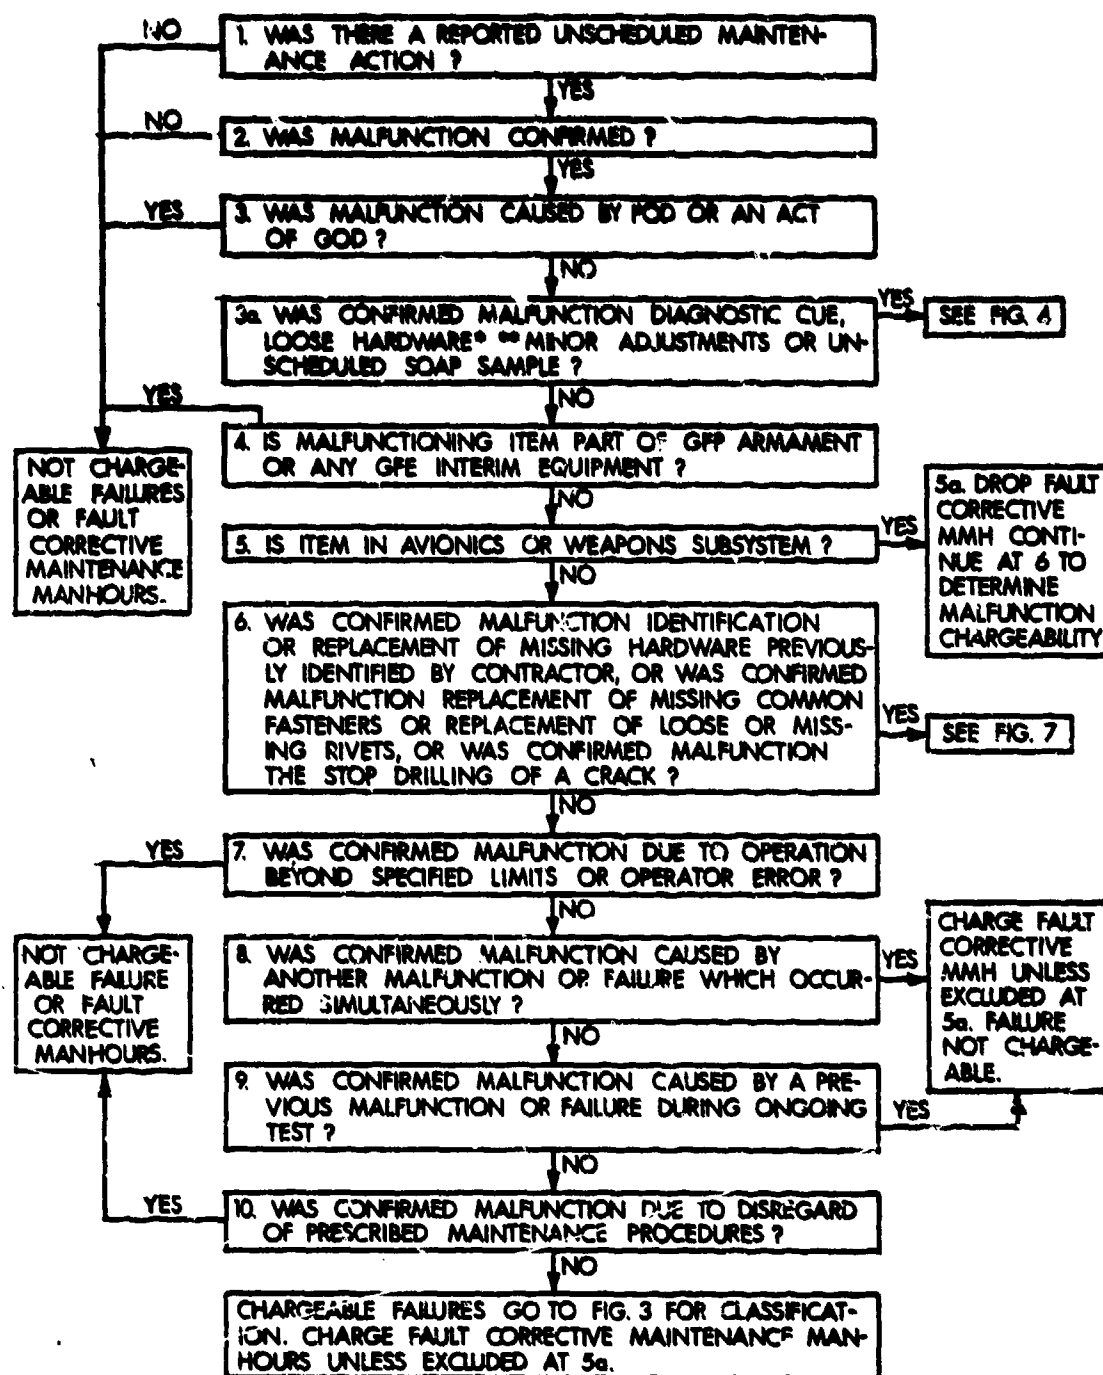 NO
1. WAS THERE A REPORTED UNSCHEDULED MAINTEN-
ANCE ACTION ?
YES
NO
2. WAS MALFUNCTION CONFIRMED ?
YES
YES
3. WAS MALFUNCTION CAUSED BY FOD OR AN ACT
OF GOD ?
NO
3a. WAS CONFIRMED MALFUNCTION DIAGNOSTIC CUE,
LOOSE HARDWARE* ** MINOR ADJUSTMENTS OR UN-
SCHEDULED SOAP SAMPLE ?
YES
SEE FIG. 4
NO
YES
4. IS MALFUNCTIONING ITEM PART OF GFP ARMAMENT
OR ANY GFE INTERIM EQUIPMENT ?
NOT CHARGE-
ABLE FAILURES
OR FAULT
CORRECTIVE
MAINTENANCE
MANHOURS.
NO
5. IS ITEM IN AVIONICS OR WEAPONS SUBSYSTEM ?
YES
5a. DROP FAULT
CORRECTIVE
MMH CONTI-
NUE AT 6 TO
DETERMINE
MALFUNCTION
CHARGEABILITY
NO
6. WAS CONFIRMED MALFUNCTION IDENTIFICATION
OR REPLACEMENT OF MISSING HARDWARE PREVIOUS-
LY IDENTIFIED BY CONTRACTOR, OR WAS CONFIRMED
MALFUNCTION REPLACEMENT OF MISSING COMMON
FASTENERS OR REPLACEMENT OF LOOSE OR MISS-
ING RIVETS, OR WAS CONFIRMED MALFUNCTION
THE STOP DRILLING OF A CRACK ?
YES
SEE FIG. 7
NO
YES
7. WAS CONFIRMED MALFUNCTION DUE TO OPERATION
BEYOND SPECIFIED LIMITS OR OPERATOR ERROR ?
NO
NOT CHARGE-
ABLE FAILURE
OR FAULT
CORRECTIVE
MANHOURS.
8. WAS CONFIRMED MALFUNCTION CAUSED BY
ANOTHER MALFUNCTION OR FAILURE WHICH OCCUR-
RED SIMULTANEOUSLY ?
YES
CHARGE FAULT
CORRECTIVE
MMH UNLESS
EXCLUDED AT
5a. FAILURE
NOT CHARGE-
ABLE.
NO
9. WAS CONFIRMED MALFUNCTION CAUSED BY A PRE-
VIOUS MALFUNCTION OR FAILURE DURING ONGOING
TEST ?
YES
NO
YES
10. WAS CONFIRMED MALFUNCTION DUE TO DISREGARD
OF PRESCRIBED MAINTENANCE PROCEDURES ?
NO
CHARGEABLE FAILURES GO TO FIG. 3 FOR CLASSIFICAT-
ION. CHARGE FAULT CORRECTIVE MAINTENANCE MAN-
HOURS UNLESS EXCLUDED AT 5a.